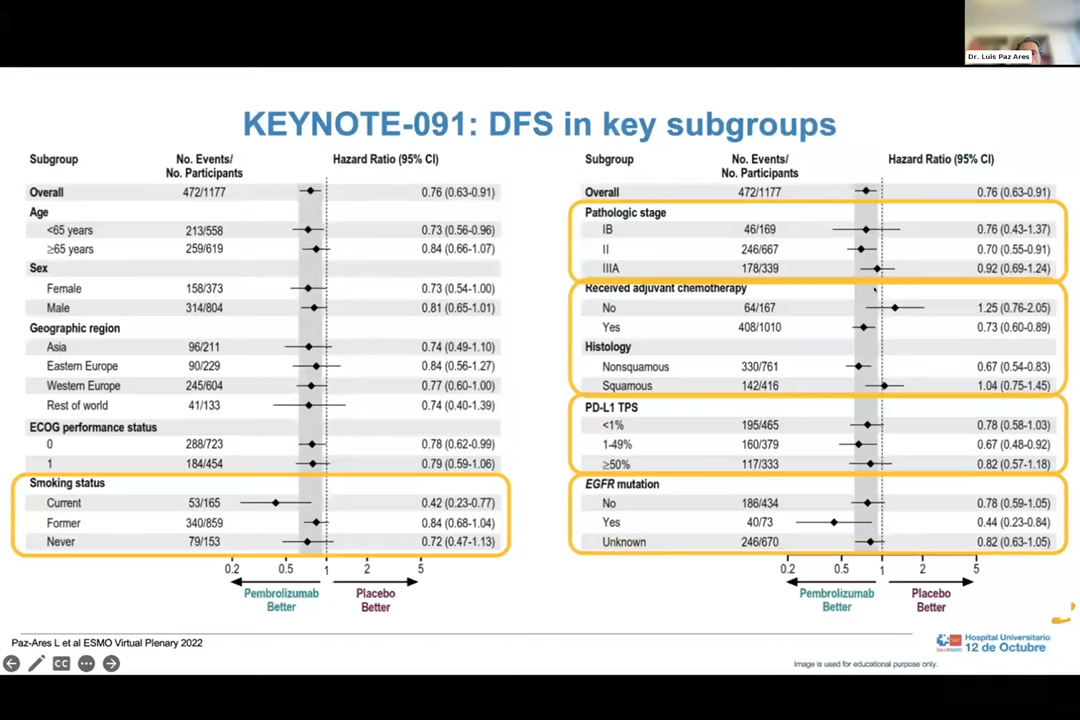 Dr. Luis Paz Ares
KEYNOTE-091: DFS in key subgroups
Subgroup No. Events/ No. Participants Hazard Ratio (95% CI)
Overall 472/1177 0.76 (0.63-0.91)
Age
<65 years 213/558 0.73 (0.56-0.96)
≥65 years 259/619 0.84 (0.66-1.07)
Sex
Female 158/373 0.73 (0.54-1.00)
Male 314/804 0.81 (0.65-1.01)
Geographic region
Asia 96/211 0.74 (0.49-1.10)
Eastern Europe 90/229 0.84 (0.56-1.27)
Western Europe 245/604 0.77 (0.60-1.00)
Rest of world 41/133 0.74 (0.40-1.39)
ECOG performance status
0 288/723 0.78 (0.62-0.99)
1 184/454 0.79 (0.59-1.06)
Smoking status
Current 53/165 0.42 (0.23-0.77)
Former 340/859 0.84 (0.68-1.04)
Never 79/153 0.72 (0.47-1.13)
0.2 0.5 1 2 5
Pembrolizumab Better
Placebo Better
Subgroup No. Events/ No. Participants Hazard Ratio (95% CI)
Overall 472/1177 0.76 (0.63-0.91)
Pathologic stage
IB 46/169 0.76 (0.43-1.37)
II 246/667 0.70 (0.55-0.91)
IIIA 178/339 0.92 (0.69-1.24)
Received adjuvant chemotherapy
No 64/167 1.25 (0.76-2.05)
Yes 408/1010 0.73 (0.60-0.89)
Histology
Nonsquamous 330/761 0.67 (0.54-0.83)
Squamous 142/416 1.04 (0.75-1.45)
PD-L1 TPS
<1% 195/465 0.78 (0.58-1.03)
1-49% 160/379 0.67 (0.48-0.92)
≥50% 117/333 0.82 (0.57-1.18)
EGFR mutation
No 186/434 0.78 (0.59-1.05)
Yes 40/73 0.44 (0.23-0.84)
Unknown 246/670 0.82 (0.63-1.05)
0.2 0.5 1 2 5
Pembrolizumab Better
Placebo Better
Paz-Ares L et al ESMO Virtual Plenary 2022
Hospital Universitario
12 de Octubre
CC
Image is used for educational purpose only.